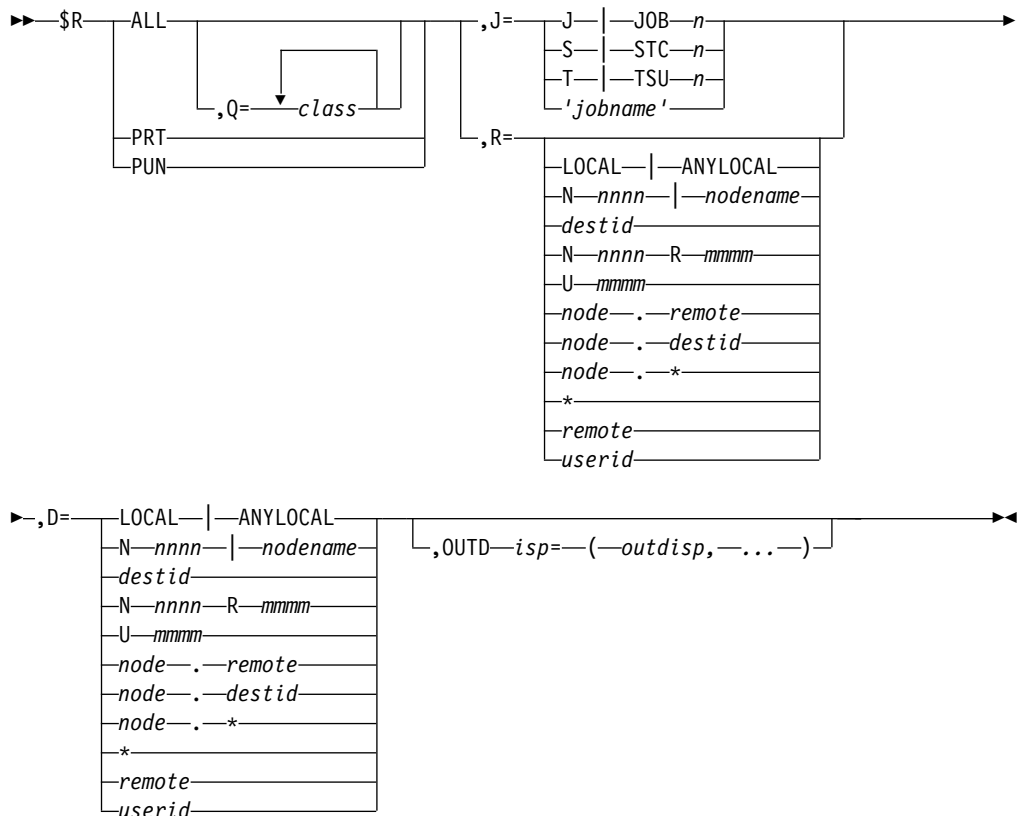 $R ALL ,J= J | JOB n
S | STC n
T | TSU n
,Q= class 'jobname'
PRT ,R=
PUN LOCAL | ANYLOCAL
N nnnn | nodename
destid
N nnnn R mmmm
U mmmm
node . remote
node . destid
node . *
*
remote
userid
,D= LOCAL | ANYLOCAL
N nnnn | nodename ,OUTD isp= ( outdisp, ... )
destid
N nnnn R mmmm
U mmmm
node . remote
node . destid
node . *
*
remote
userid